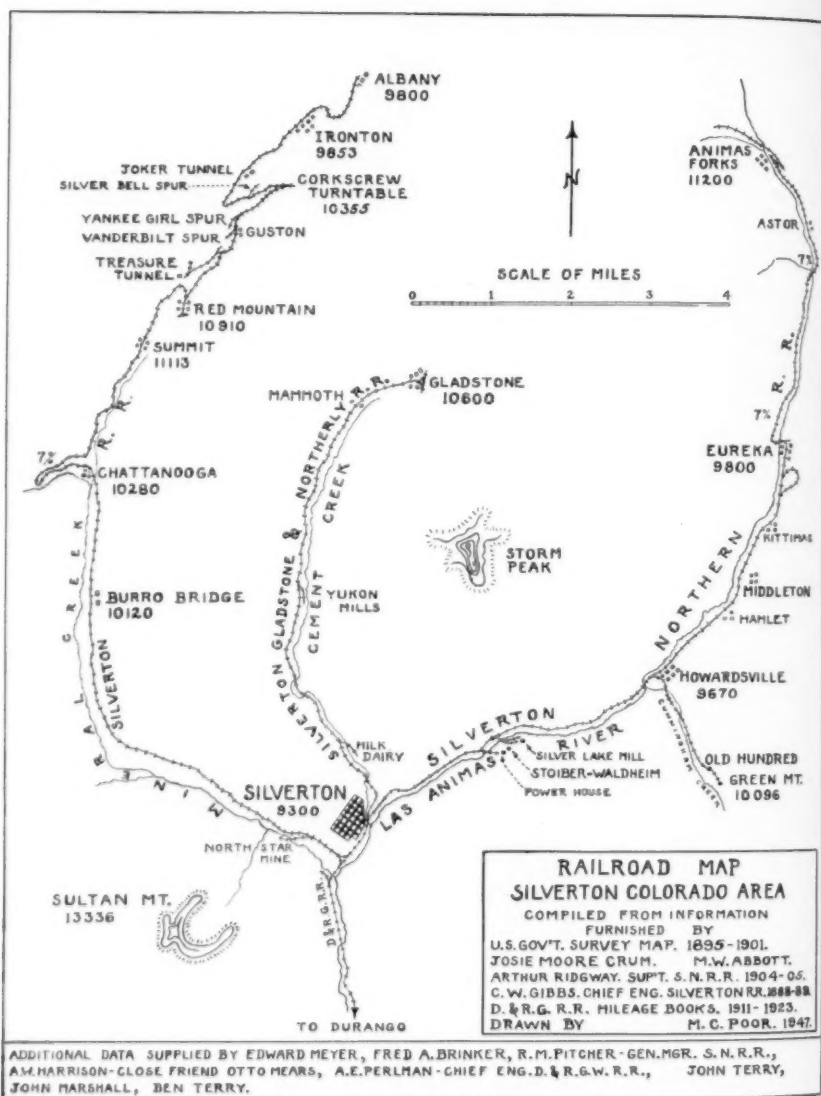 ALBANY
9800
IRONTON
9853
JOKER TUNNEL
SILVER BELL SPUR
CORKSCREW
TURNTABLE
10355
YANKEE GIRL SPUR
VANDERBILT SPUR
GUSTON
TREASURE
TUNNEL
RED MOUNTAIN
10910
SUMMIT
11113
R. R.
7%
CHATTANOOGA
10280
BURRO BRIDGE
10120
SILVERTON
MINERAL CREEK
N
SCALE OF MILES
0 1 2 3 4
ANIMAS
FORKS
11200
ASTOR
7%
R. R.
7%
EUREKA
9800
KITTIMAS
MIDDLETON
HAMLET
NORTHERN
HOWARDSVILLE
9670
GLADSTONE
10600
MAMMOTH
SILVERTON GLADSTONE & NORTHERLY R.R.
CEMENT CREEK
YUKON
MILLS
STORM
PEAK
MILK
DAIRY
SILVERTON
LAS ANIMAS RIVER
SILVER LAKE MILL
STOIBER-WALDHEIM
POWER HOUSE
OLD HUNDRED
GREEN MT.
10096
SILVERTON
9300
NORTH STAR
MINE
SULTAN MT.
13336
D.&R.G.R.R.
TO DURANGO
RAILROAD MAP
SILVERTON COLORADO AREA
COMPILED FROM INFORMATION
FURNISHED BY
U.S. GOV'T. SURVEY MAP. 1895-1901.
JOSIE MOORE CRUM. M.W. ABBOTT.
ARTHUR RIDGWAY. SUP'T. S.N.R.R. 1904-05.
C.W. GIBBS. CHIEF ENG. SILVERTON R.R. 1888-89.
D. & R.G. R.R. MILEAGE BOOKS. 1911-1923.
DRAWN BY M.C. POOR. 1947.
ADDITIONAL DATA SUPPLIED BY EDWARD MEYER, FRED A. BRINKER, R.M. PITCHER-GEN. MGR. S.N.R.R.,
A.W. HARRISON-CLOSE FRIEND OTTO MEARS, A.E. PERLMAN-CHIEF ENG. D. & R.G.W. R.R., JOHN TERRY,
JOHN MARSHALL, BEN TERRY.